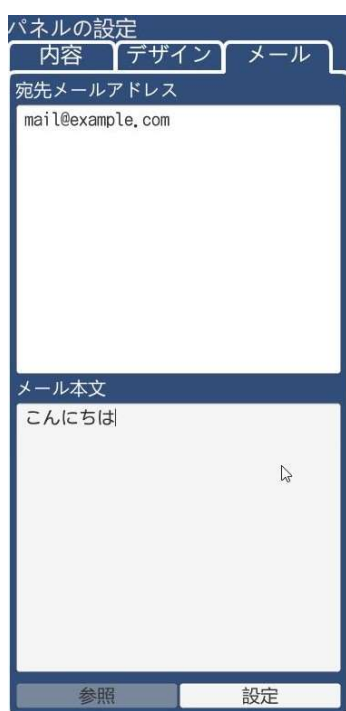 パネルの設定
内容 デザイン メール
宛先メールアドレス
mail@example.com
メール本文
こんにちは
参照 設定